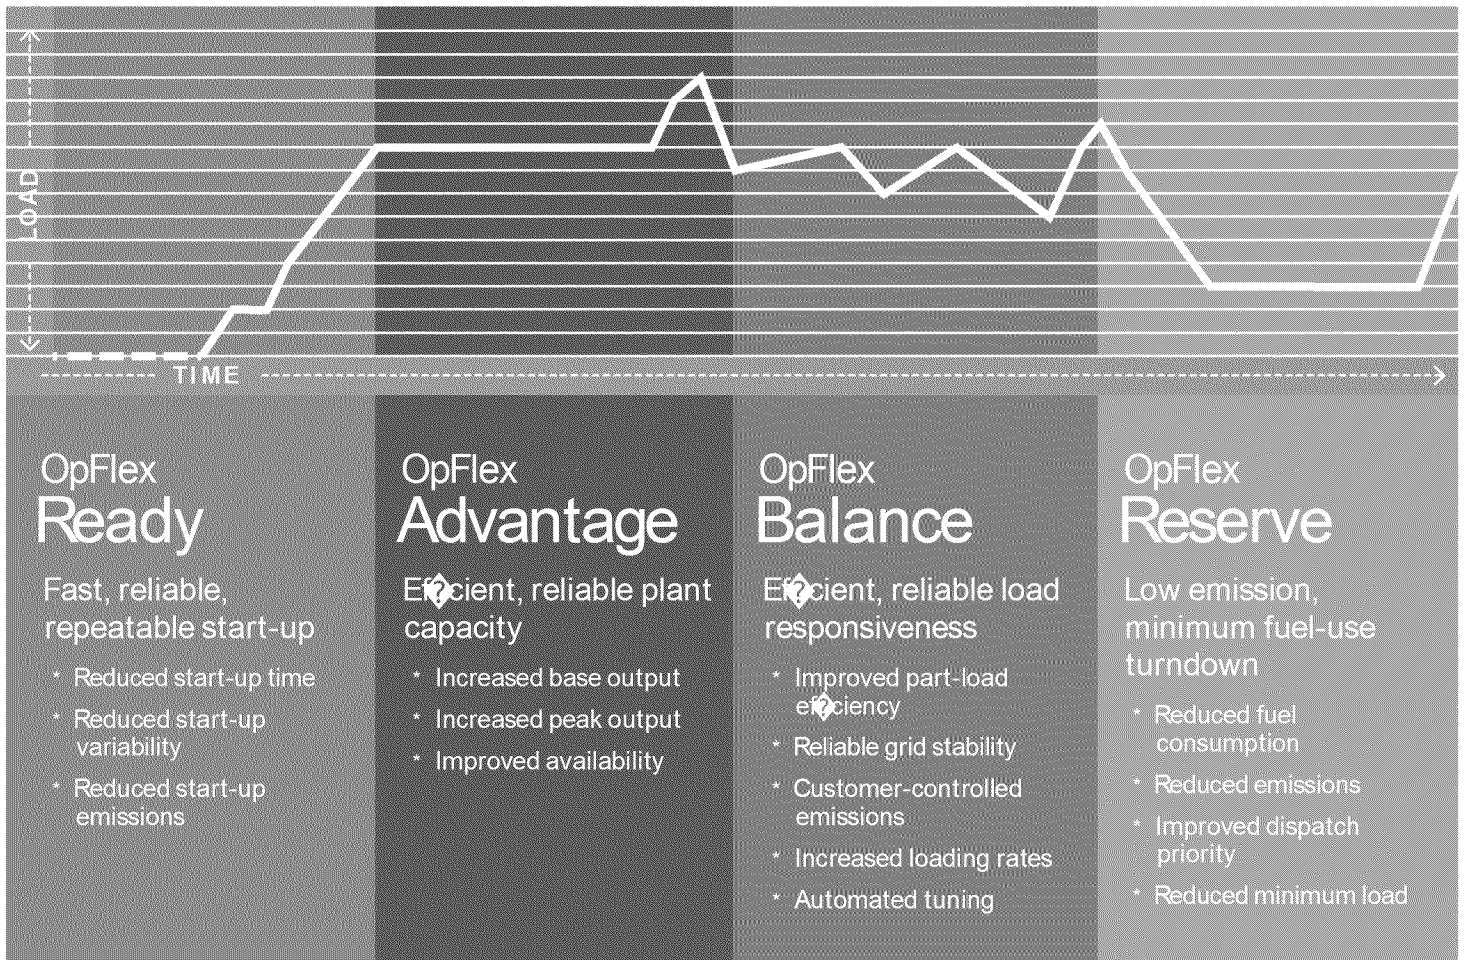 LOAD
TIME
OpFlex
Ready
Fast, reliable,
repeatable start-up
* Reduced start-up time
* Reduced start-up
variability
* Reduced start-up
emissions
OpFlex
Advantage
Ef�cient, reliable plant
capacity
* Increased base output
* Increased peak output
* Improved availability
OpFlex
Balance
Ef�cient, reliable load
responsiveness
* Improved part-load
ef�ciency
* Reliable grid stability
* Customer-controlled
emissions
* Increased loading rates
* Automated tuning
OpFlex
Reserve
Low emission,
minimum fuel-use
turndown
* Reduced fuel
consumption
* Reduced emissions
* Improved dispatch
priority
* Reduced minimum load